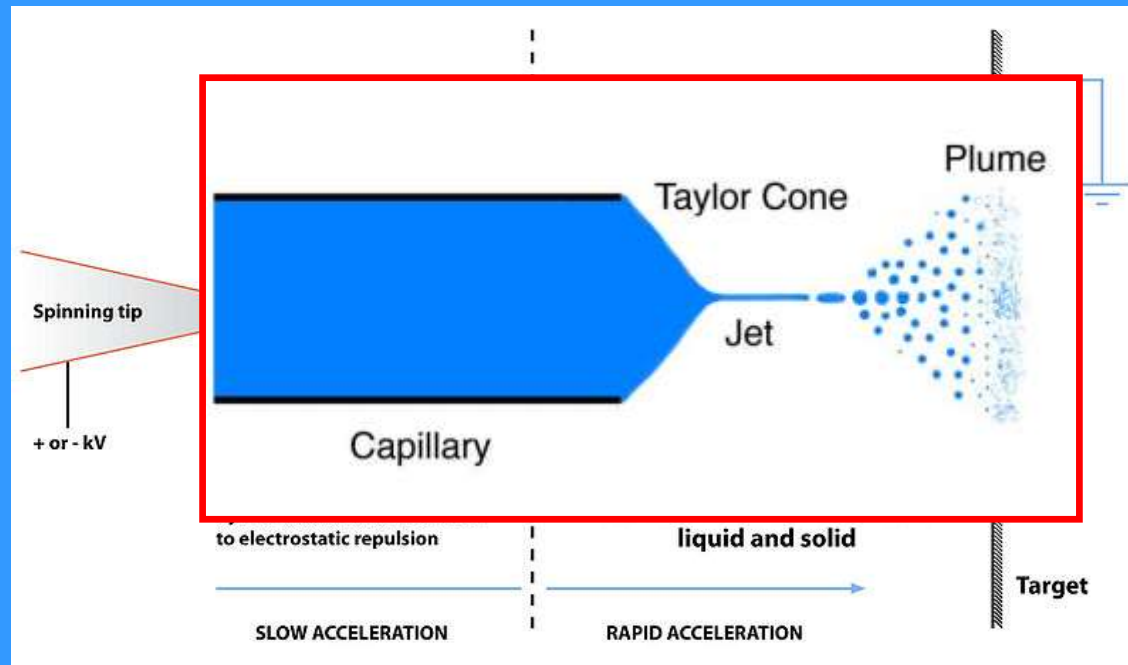 Plume
Taylor Cone
Spinning tip
Jet
+ or - kV
Capillary
to electrostatic repulsion
liquid and solid
Target
SLOW ACCELERATION
RAPID ACCELERATION